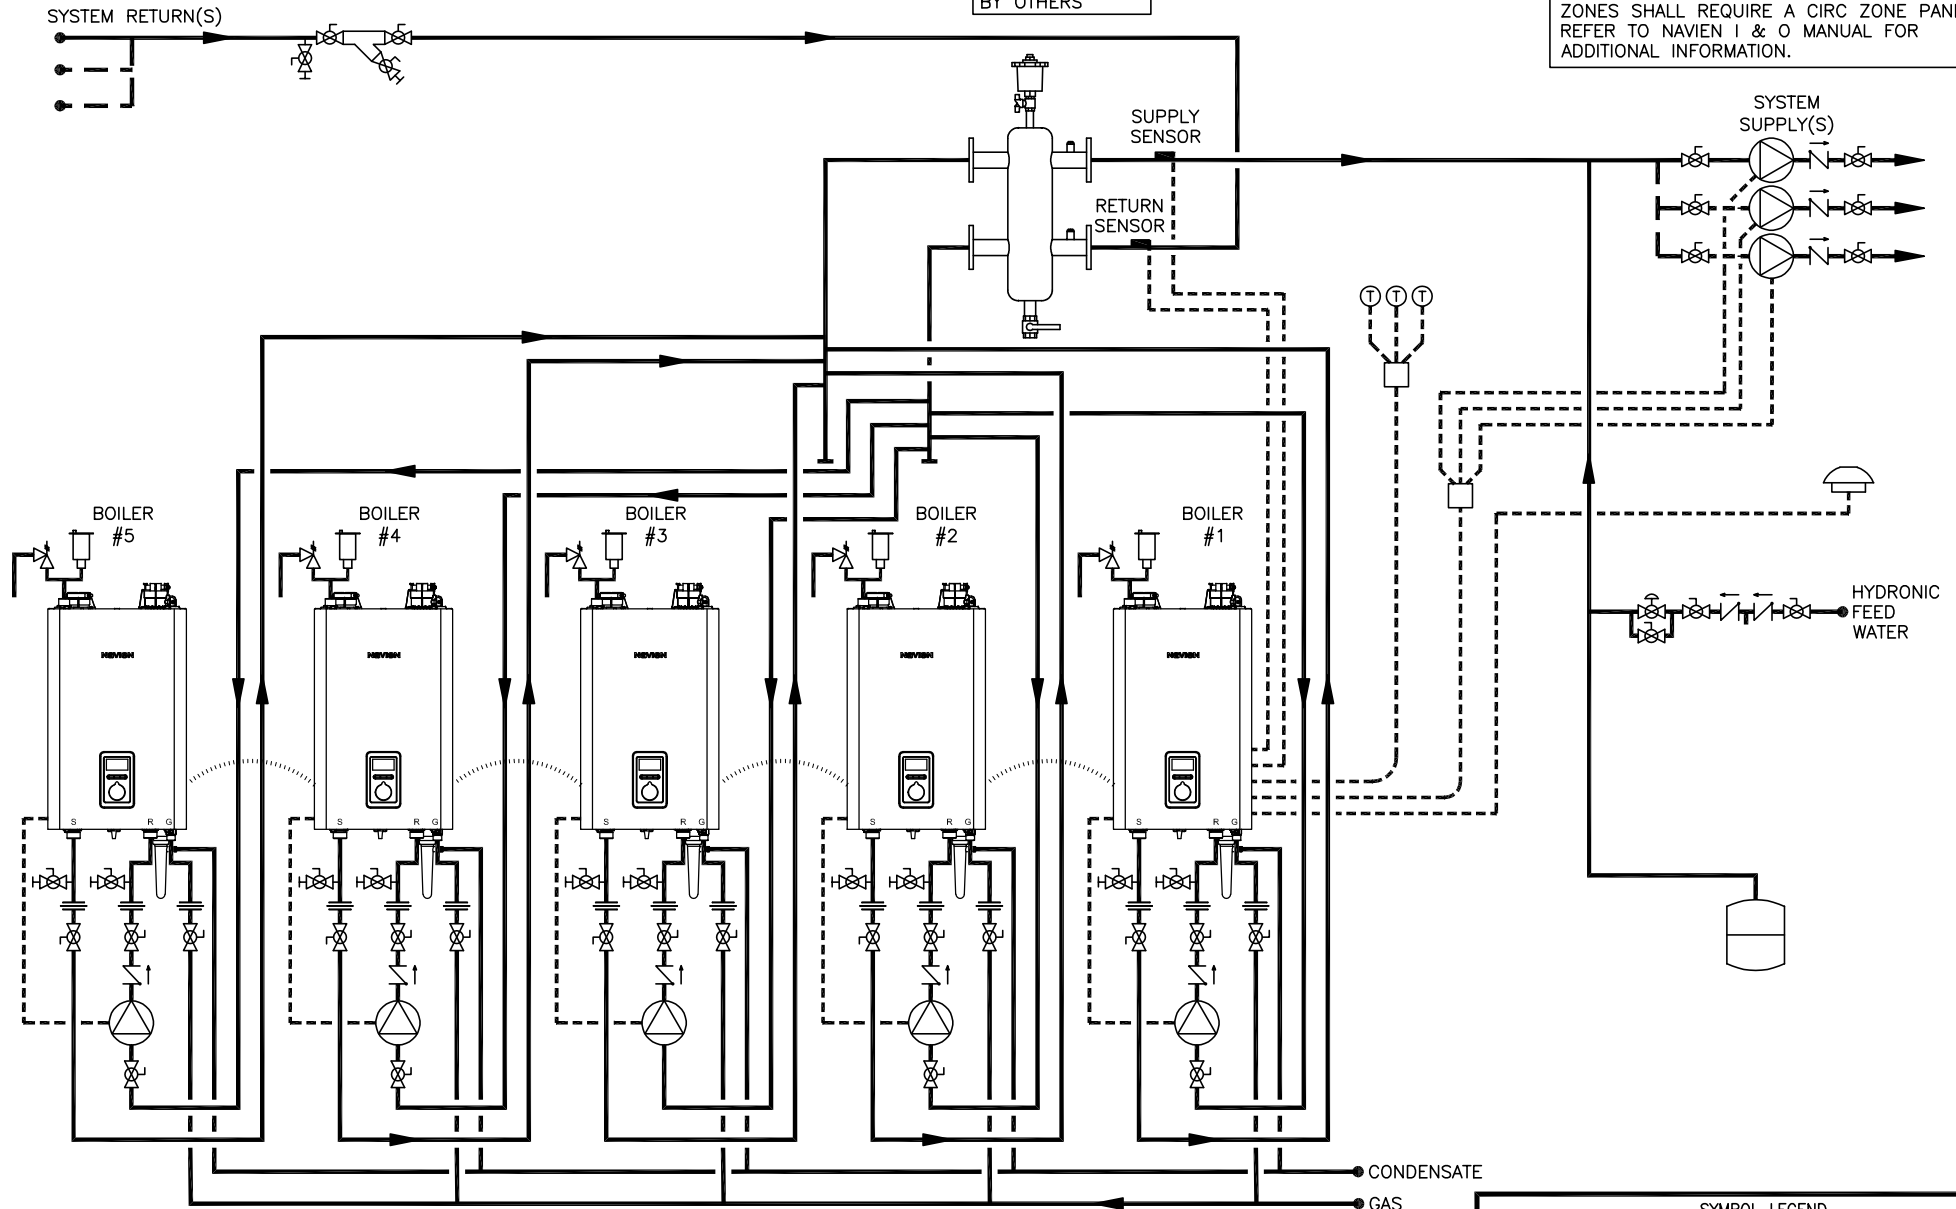 SYSTEM RETURN(S)
BY OTHERS
ZONES SHALL REQUIRE A CIRC ZONE
REFER TO NAVIEN I & O MANUAL FOR
ADDITIONAL INFORMATION.
SYSTEM
SUPPLY(S)
SUPPLY
SENSOR
RETURN
SENSOR
T T T
BOILER
#5
BOILER
#4
BOILER
#3
BOILER
#2
BOILER
#1
HYDRONIC
FEED
WATER
NAVIEN
NAVIEN
NAVIEN
NAVIEN
NAVIEN
S R G
S R G
S R G
S R G
S R G
CONDENSATE
GAS
SYMBOL LEGEND